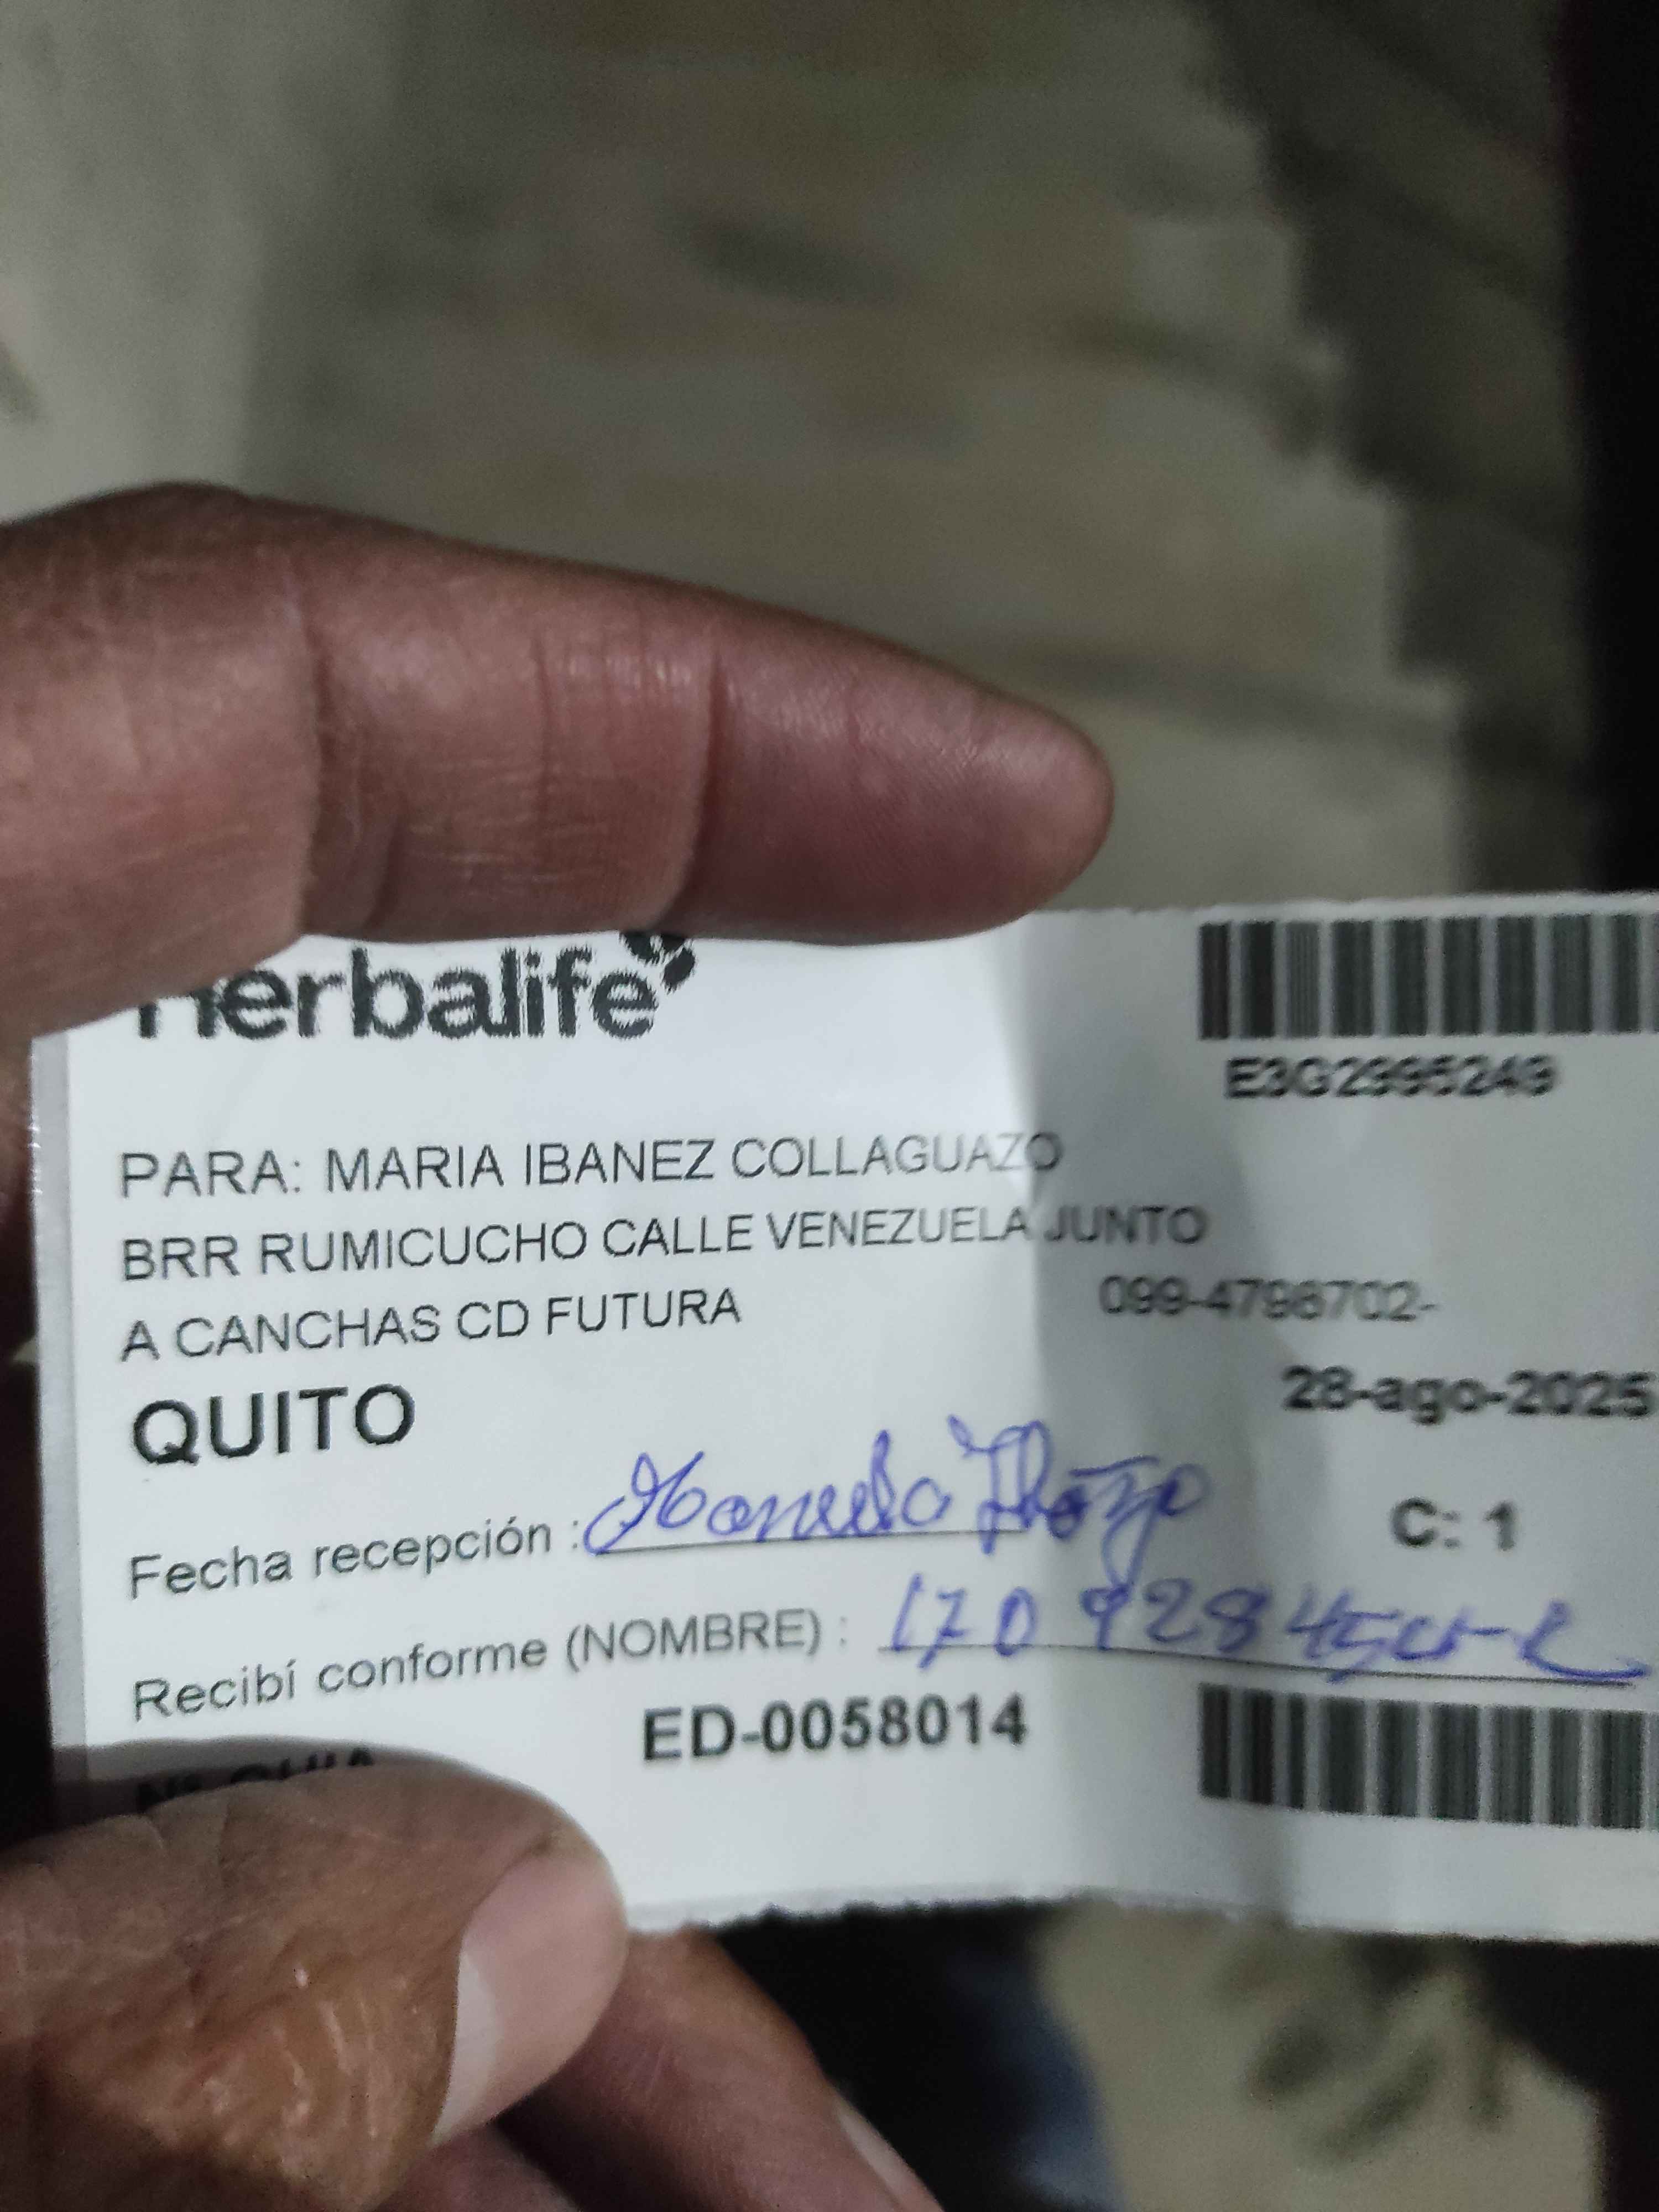 herbalife
E3G2995249
PARA: MARIA IBANEZ COLLAGUAZO
BRR RUMICUCHO CALLE VENEZUELA JUNTO
A CANCHAS CD FUTURA 099-4798702-
QUITO
28-ago-2025
Fecha recepción :
C: 1
Recibí conforme (NOMBRE) :
ED-0058014